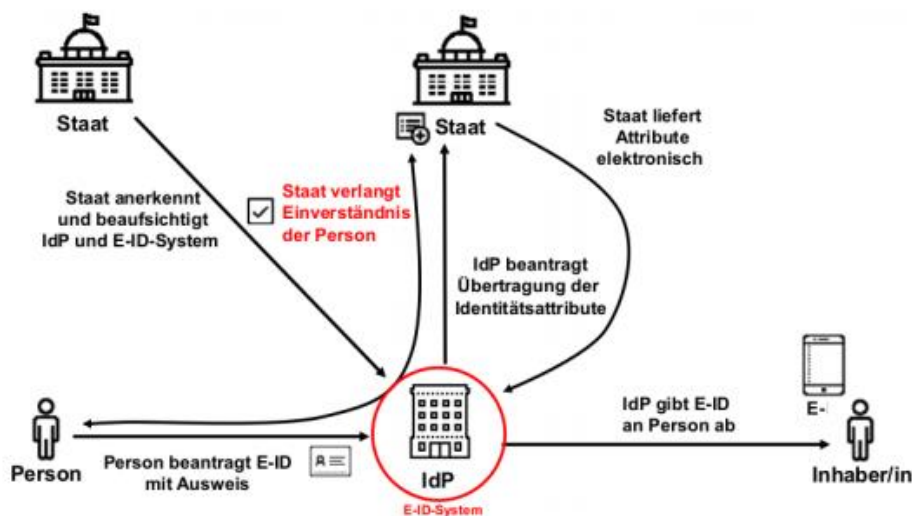 Staat
Staat
Staat liefert
Attribute
elektronisch
Staat anerkennt
und beaufsichtigt
IdP und E-ID-System
Staat verlangt
Einverständnis
der Person
IdP beantragt
Übertragung der
Identitätsattribute
Person
Person beantragt E-ID
mit Ausweis
IdP
E-ID-System
IdP gibt E-ID
an Person ab
E-
Inhaber/in